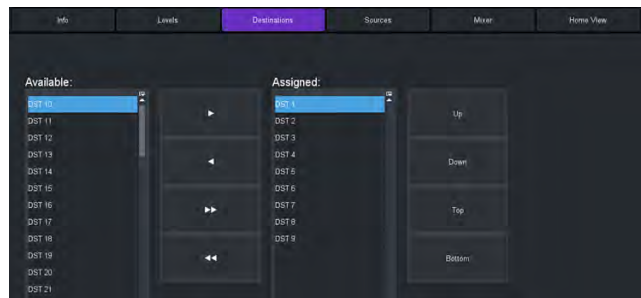 Info Levels Destinations Sources Mixer Home View
Available: Assigned:
DST 10
DST 11
DST 12
DST 13
DST 14
DST 15
DST 16
DST 17
DST 18
DST 19
DST 20
DST 21
DST 1
DST 2
DST 3
DST 4
DST 5
DST 6
DST 7
DST 8
DST 9
Up
Down
Top
Bottom